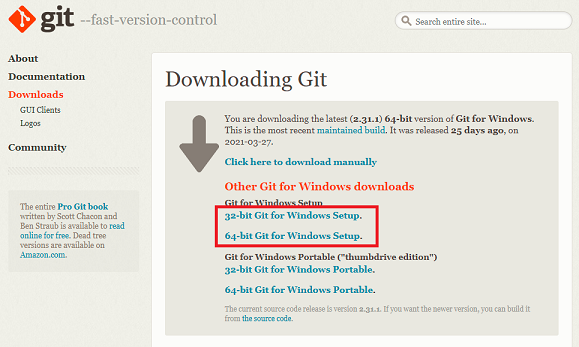 git --fast-version-control
Search entire site...
About
Documentation
Downloads
GUI Clients
Logos
Community
The entire Pro Git book
written by Scott Chacon and
Ben Straub is available to read
online for free. Dead tree
versions are available on
Amazon.com.
Downloading Git
You are downloading the latest (2.31.1) 64-bit version of Git for Windows.
This is the most recent maintained build. It was released 25 days ago, on
2021-03-27.
Click here to download manually
Other Git for Windows downloads
Git for Windows Setup
32-bit Git for Windows Setup.
64-bit Git for Windows Setup.
Git for Windows Portable ("thumbdrive edition")
32-bit Git for Windows Portable.
64-bit Git for Windows Portable.
The current source code release is version 2.31.1. If you want the newer version, you can build it
from the source code.